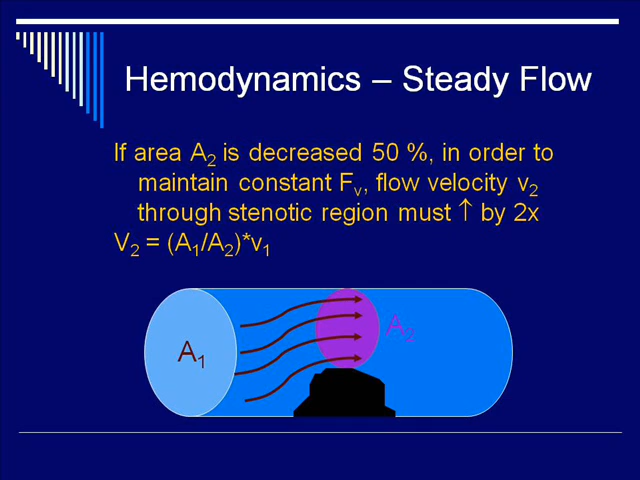 Hemodynamics – Steady Flow
If area A₂ is decreased 50 %, in order to
maintain constant Fᵥ, flow velocity v₂
through stenotic region must ↑ by 2x
V₂ = (A₁/A₂)*v₁
A₁
A₂